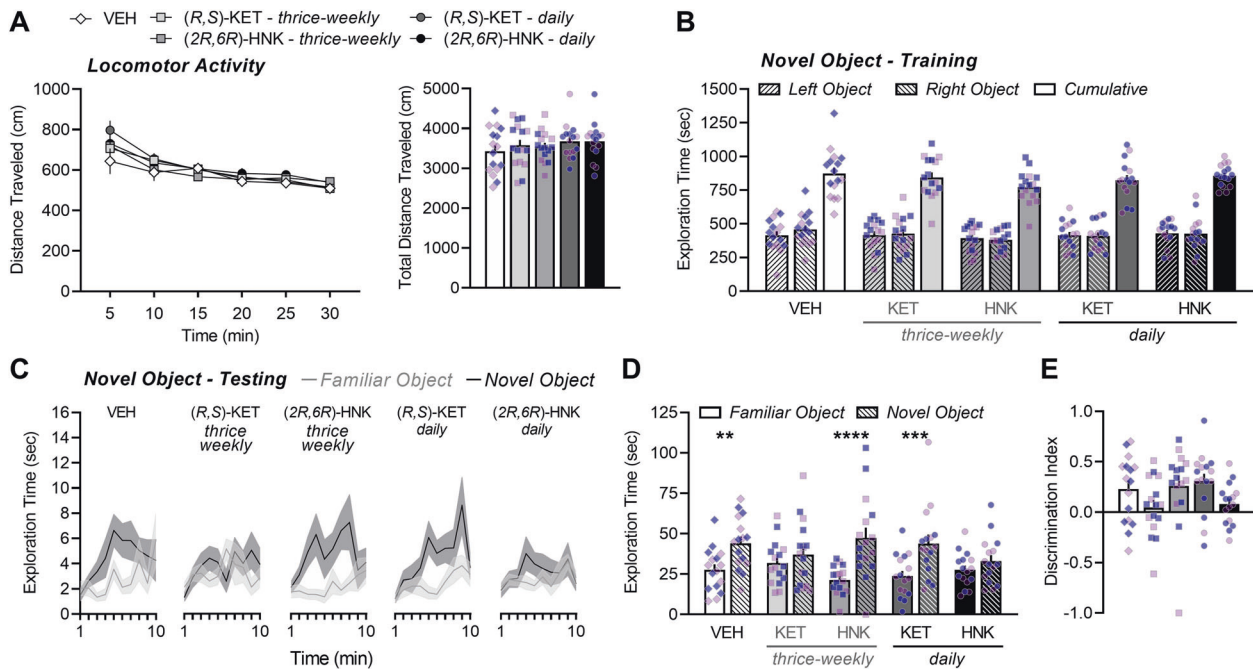 A
VEH
(R,S)-KET - thrice-weekly
(R,S)-KET - daily
(2R,6R)-HNK - thrice-weekly
(2R,6R)-HNK - daily
Locomotor Activity
Distance Traveled (cm)
1000
800
600
400
200
0
5 10 15 20 25 30
Time (min)
Total Distance Traveled (cm)
5000
4000
3000
2000
1000
0
B
Novel Object - Training
Left Object
Right Object
Cumulative
Exploration Time (sec)
1500
1250
1000
750
500
250
0
VEH KET HNK KET HNK
thrice-weekly daily
C
Novel Object - Testing
Familiar Object
Novel Object
Exploration Time (sec)
16
14
12
10
8
6
4
2
0
VEH
(R,S)-KET
thrice
weekly
(2R,6R)-HNK
thrice
weekly
(R,S)-KET
daily
(2R,6R)-HNK
daily
1 10 1 10 1 10 1 10 1 10
Time (min)
D
Familiar Object
Novel Object
** **** ***
Exploration Time (sec)
125
100
75
50
25
0
VEH KET HNK KET HNK
thrice-weekly daily
E
Discrimination Index
1.0
0.5
0.0
-0.5
-1.0